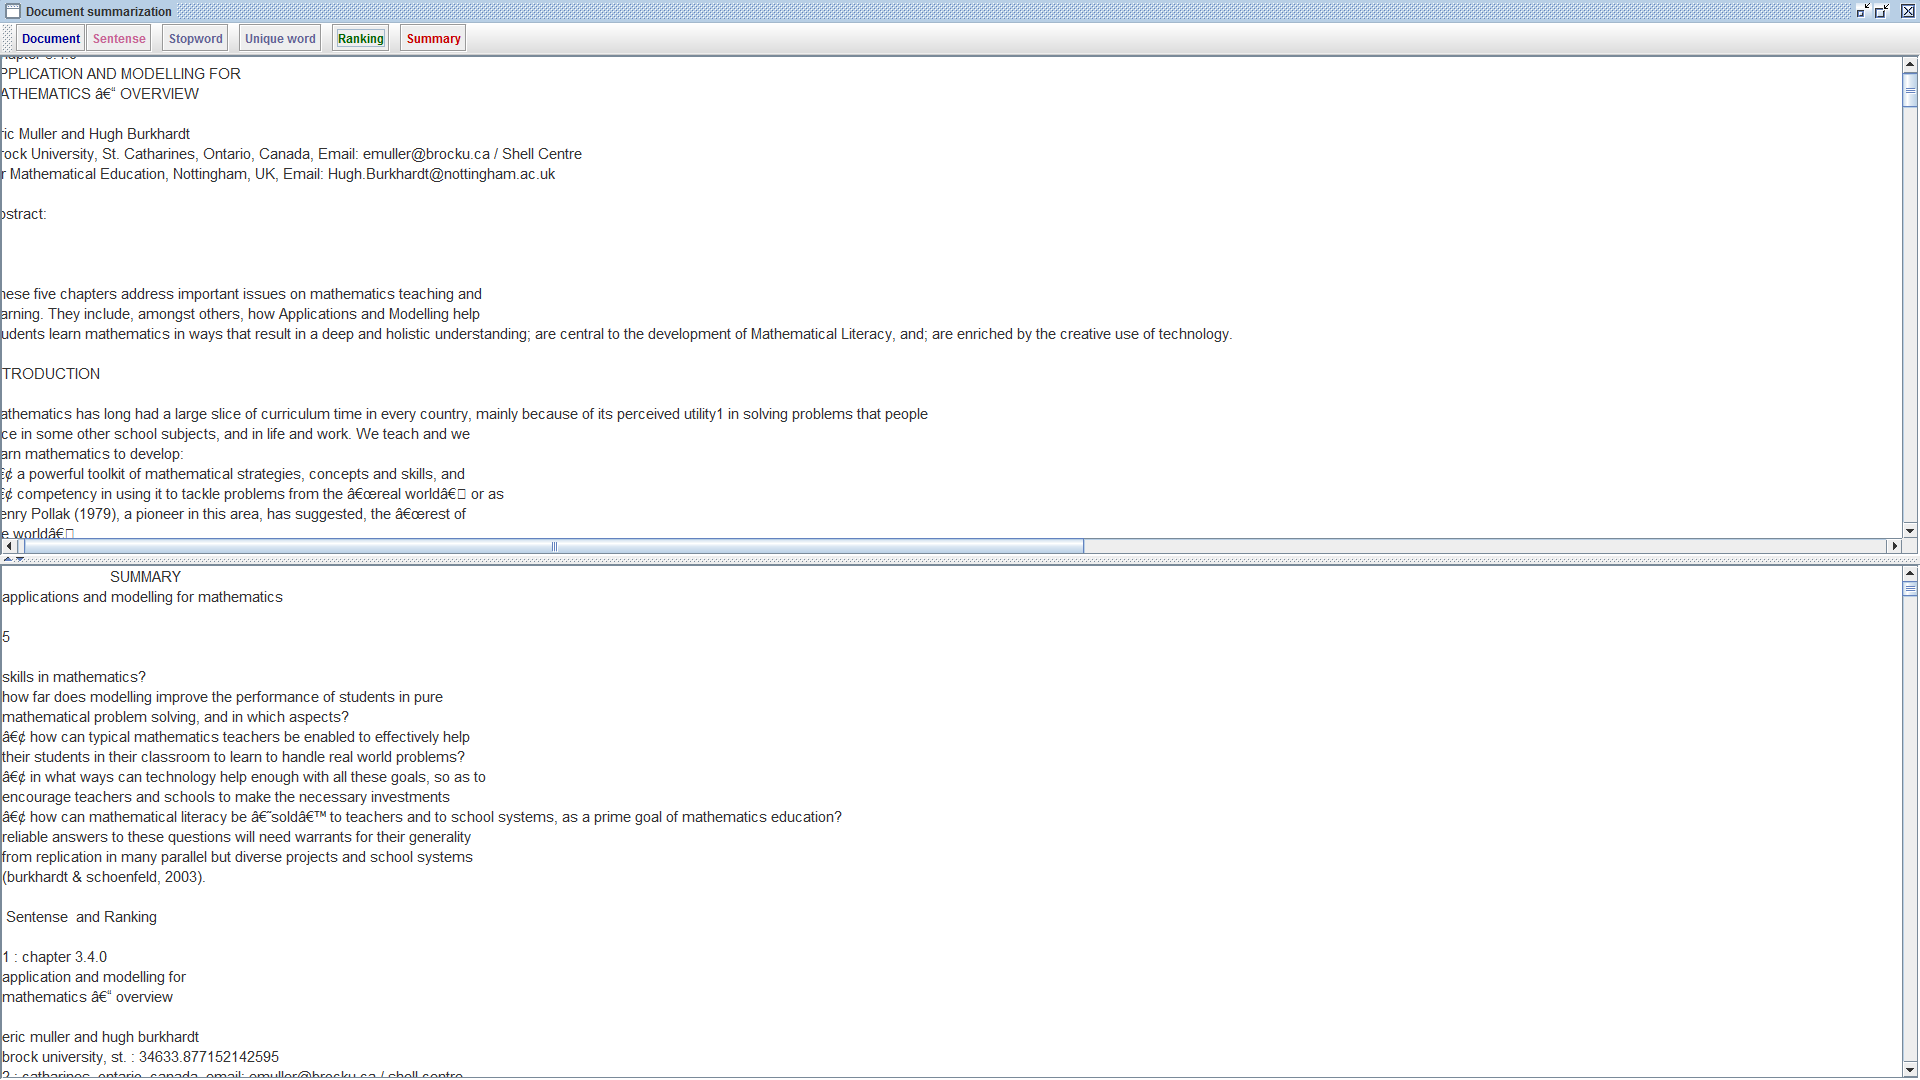 Document summarization
Document Sentense Stopword Unique word Ranking Summary
PPLICATION AND MODELLING FOR
ATHEMATICS â€“ OVERVIEW
ric Muller and Hugh Burkhardt
rock University, St. Catharines, Ontario, Canada, Email: emuller@brocku.ca / Shell Centre
r Mathematical Education, Nottingham, UK, Email: Hugh.Burkhardt@nottingham.ac.uk
ostract:
nese five chapters address important issues on mathematics teaching and
arning. They include, amongst others, how Applications and Modelling help
udents learn mathematics in ways that result in a deep and holistic understanding; are central to the development of Mathematical Literacy, and; are enriched by the creative use of technology.
TRODUCTION
athematics has long had a large slice of curriculum time in every country, mainly because of its perceived utility1 in solving problems that people
ce in some other school subjects, and in life and work. We teach and we
arn mathematics to develop:
€¢ a powerful toolkit of mathematical strategies, concepts and skills, and
€¢ competency in using it to tackle problems from the â€œreal worldâ€□ or as
enry Pollak (1979), a pioneer in this area, has suggested, the â€œrest of
e worldâ€□
SUMMARY
applications and modelling for mathematics
5
skills in mathematics?
how far does modelling improve the performance of students in pure
mathematical problem solving, and in which aspects?
â€¢ how can typical mathematics teachers be enabled to effectively help
their students in their classroom to learn to handle real world problems?
â€¢ in what ways can technology help enough with all these goals, so as to
encourage teachers and schools to make the necessary investments
â€¢ how can mathematical literacy be â€˜soldâ€™ to teachers and to school systems, as a prime goal of mathematics education?
reliable answers to these questions will need warrants for their generality
from replication in many parallel but diverse projects and school systems
(burkhardt & schoenfeld, 2003).
Sentense  and Ranking
1 : chapter 3.4.0
application and modelling for
mathematics â€“ overview
eric muller and hugh burkhardt
brock university, st. : 34633.877152142595
2 : catharines, ontario, canada, email: emuller@brocku.ca / shell centre